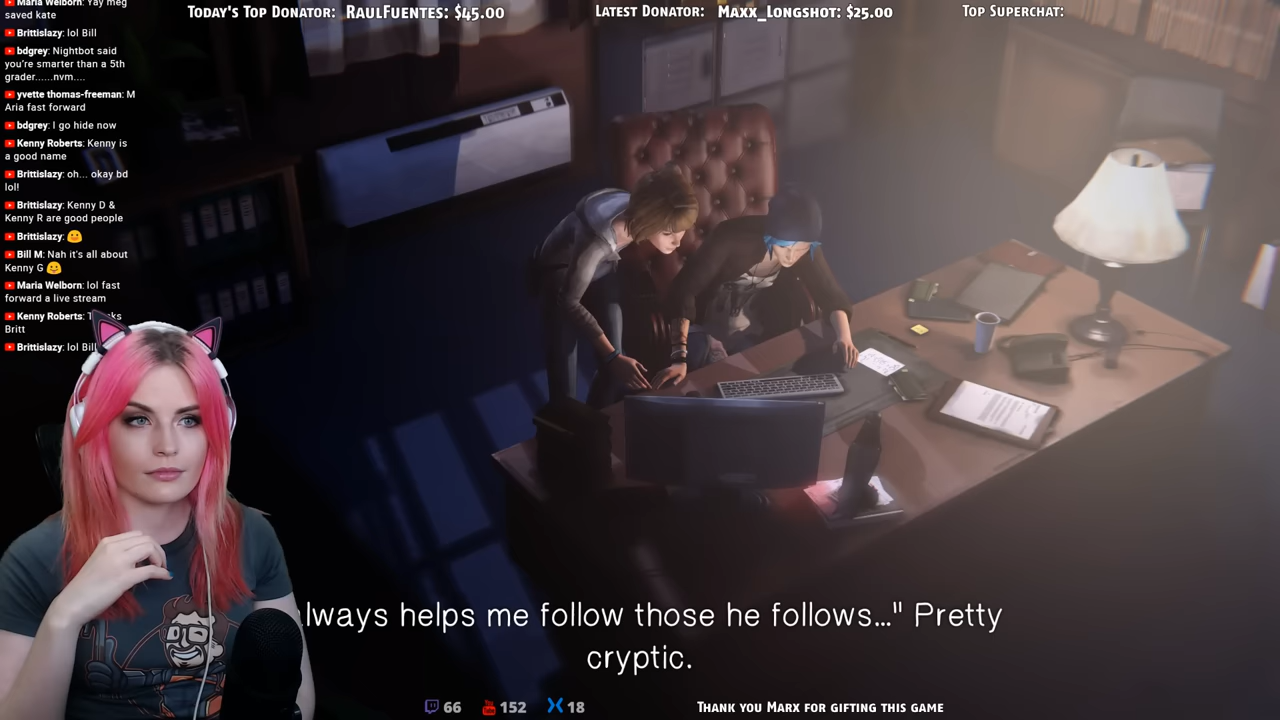 Today's Top Donator: RaulFuentes: $45.00
Latest Donator: Maxx_Longshot: $25.00
Top Superchat:
Maria Welborn: Yay meg
saved kate
Brittislazy: lol Bill
bdgrey: Nightbot said
you're smarter than a 5th
grader......nvm....
yvette thomas-freeman: M
Aria fast forward
bdgrey: I go hide now
Kenny Roberts: Kenny is
a good name
Brittislazy: oh... okay bd
lol!
Brittislazy: Kenny D &
Kenny R are good people
Brittislazy:
Bill M: Nah it's all about
Kenny G
Maria Welborn: lol fast
forward a live stream
Kenny Roberts: T ks
Britt
Brittislazy: lol Bill
lways helps me follow those he follows..." Pretty
cryptic.
66
152
18
Thank you Marx for gifting this game